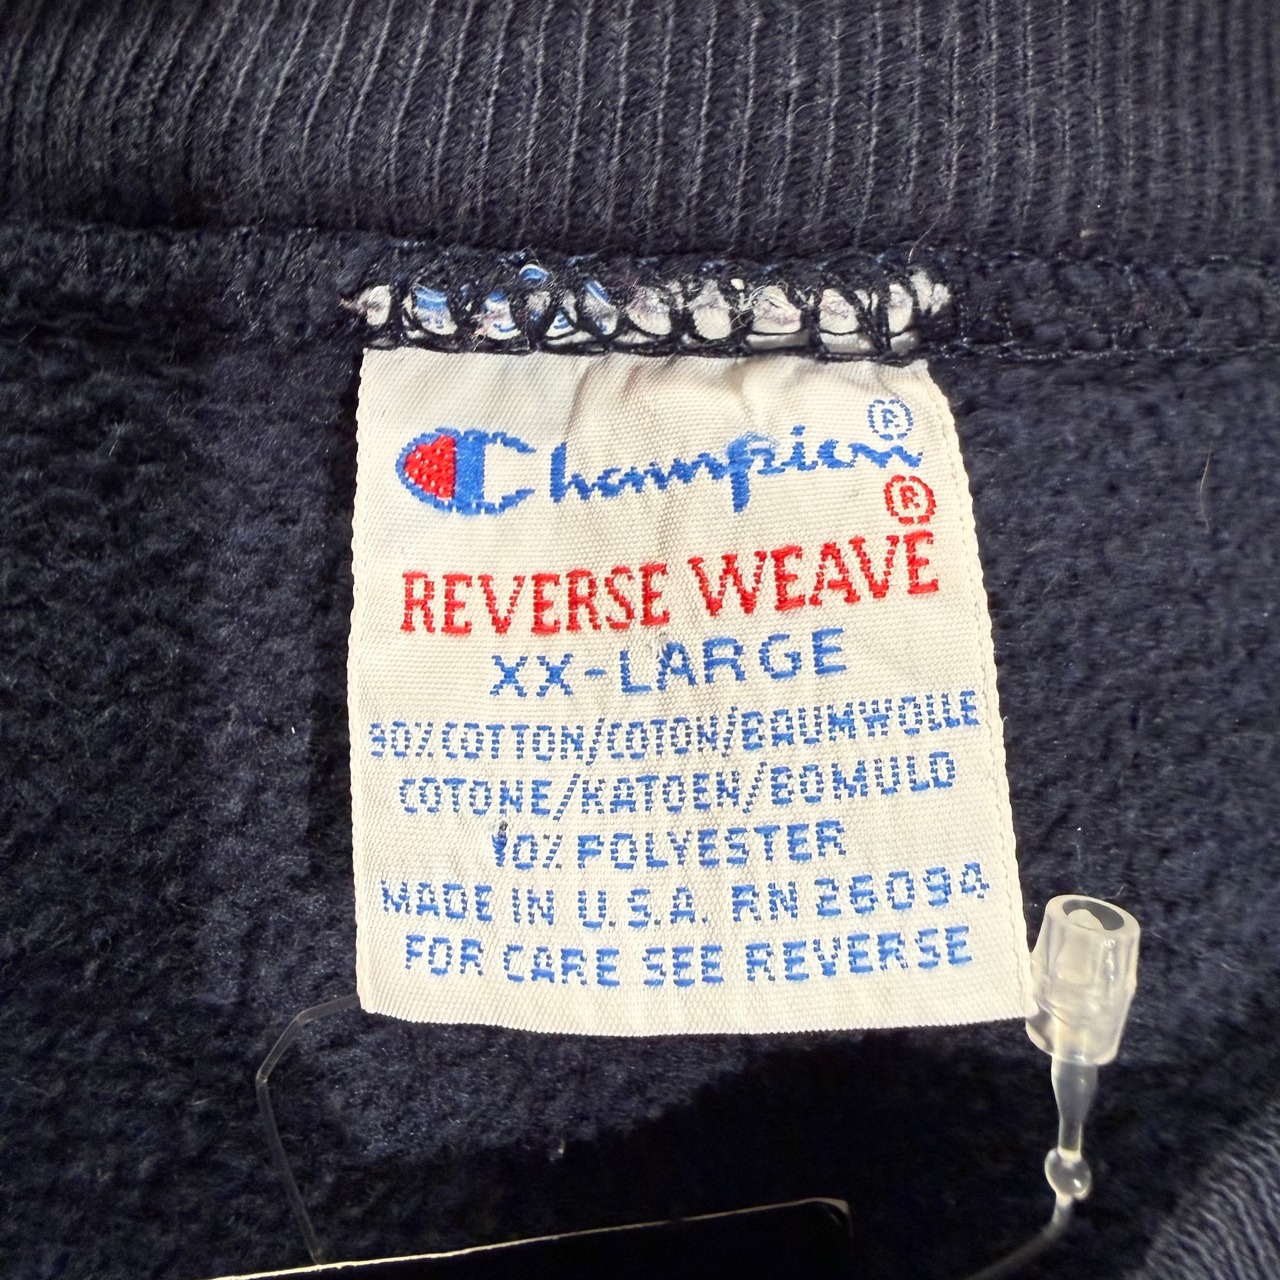 Champion®
REVERSE WEAVE®
XX-LARGE
90% COTTON/COTON/BAUMWOLLE
COTONE/KATOEN/BOMULD
10% POLYESTER
MADE IN U.S.A. RN 26094
FOR CARE SEE REVERSE